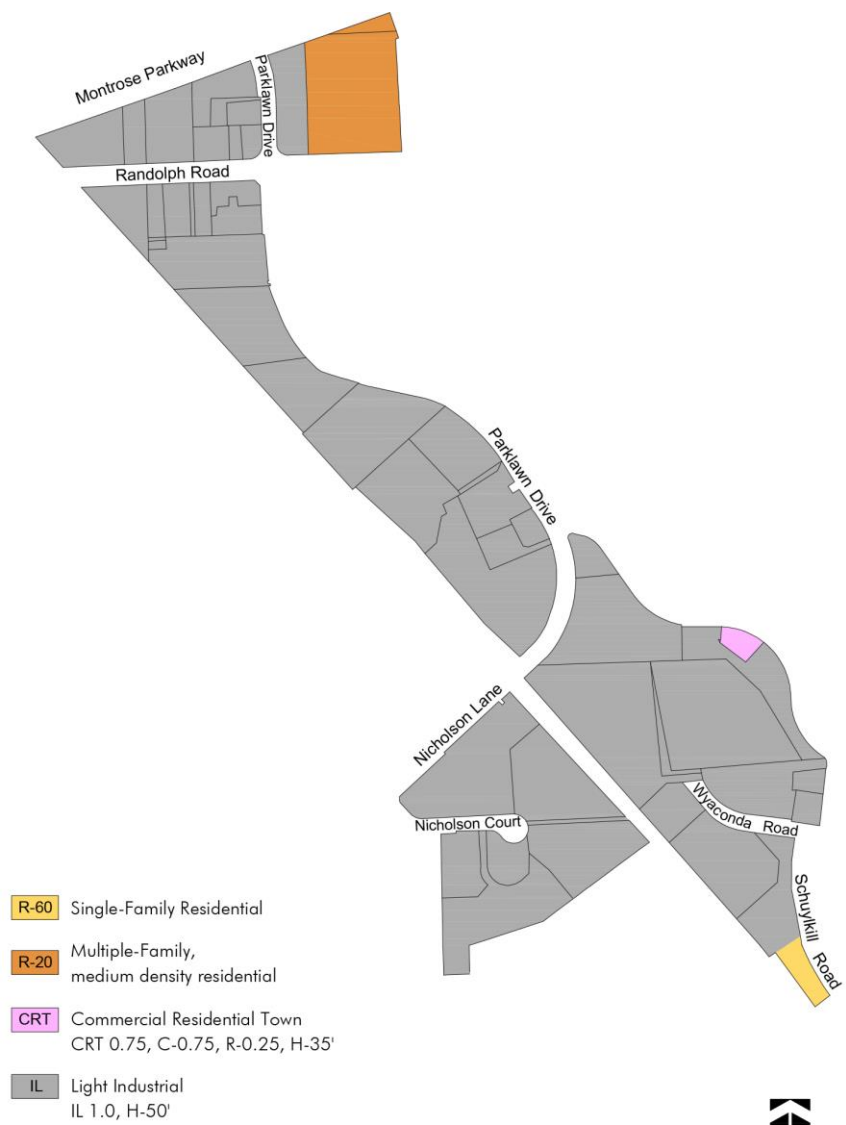 Montrose Parkway
Parklawn Drive
Randolph Road
Parklawn Drive
Nicholson Lane
Nicholson Court
Wyaconda Road
Schuylkill Road
R-60 Single-Family Residential
R-20 Multiple-Family,
medium density residential
CRT Commercial Residential Town
CRT 0.75, C-0.75, R-0.25, H-35'
IL Light Industrial
IL 1.0, H-50'